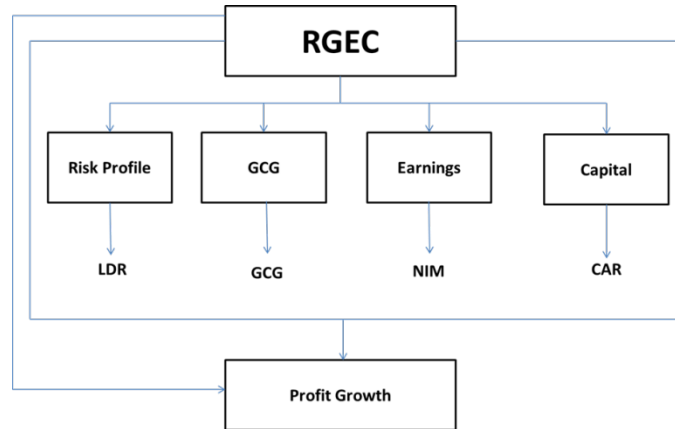 RGEC
Risk Profile
GCG
Earnings
Capital
LDR
GCG
NIM
CAR
Profit Growth